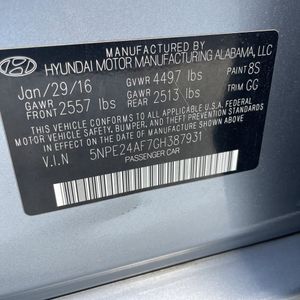 MANUFACTURED BY
HYUNDAI MOTOR MANUFACTURING ALABAMA, LLC
Jan/29/16 GVWR 4497 lbs PAINT 8S
GAWR FRONT 2557 lbs GAWR REAR 2513 lbs TRIM GG
THIS VEHICLE CONFORMS TO ALL APPLICABLE U.S.A. FEDERAL
MOTOR VEHICLE SAFETY, BUMPER, AND THEFT PREVENTION
STANDARDS IN EFFECT ON THE DATE OF MANUFACTURE SHOWN ABOVE.
V.I.N 5NPE24AF7GH387931
PASSENGER CAR